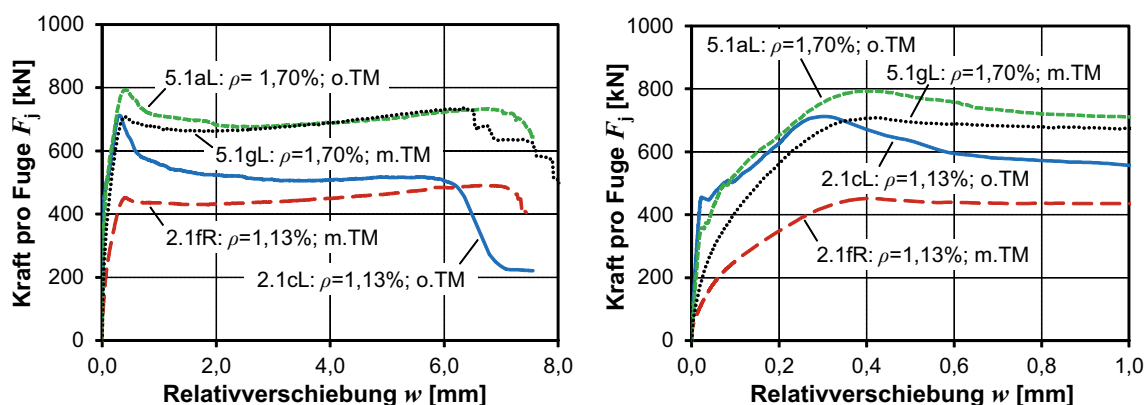 Kraft pro Fuge Fj [kN]
1000
800
600
400
200
0
0,0
2,0
4,0
6,0
8,0
Relativverschiebung w [mm]
5.1aL: ρ= 1,70%; o.TM
5.1gL: ρ=1,70%; m.TM
2.1fR: ρ=1,13%; m.TM
2.1cL: ρ=1,13%; o.TM
Kraft pro Fuge Fj [kN]
1000
800
600
400
200
0
0,0
0,2
0,4
0,6
0,8
1,0
Relativverschiebung w [mm]
5.1aL: ρ=1,70%; o.TM
5.1gL: ρ=1,70%; m.TM
2.1cL: ρ=1,13%; o.TM
2.1fR: ρ=1,13%; m.TM